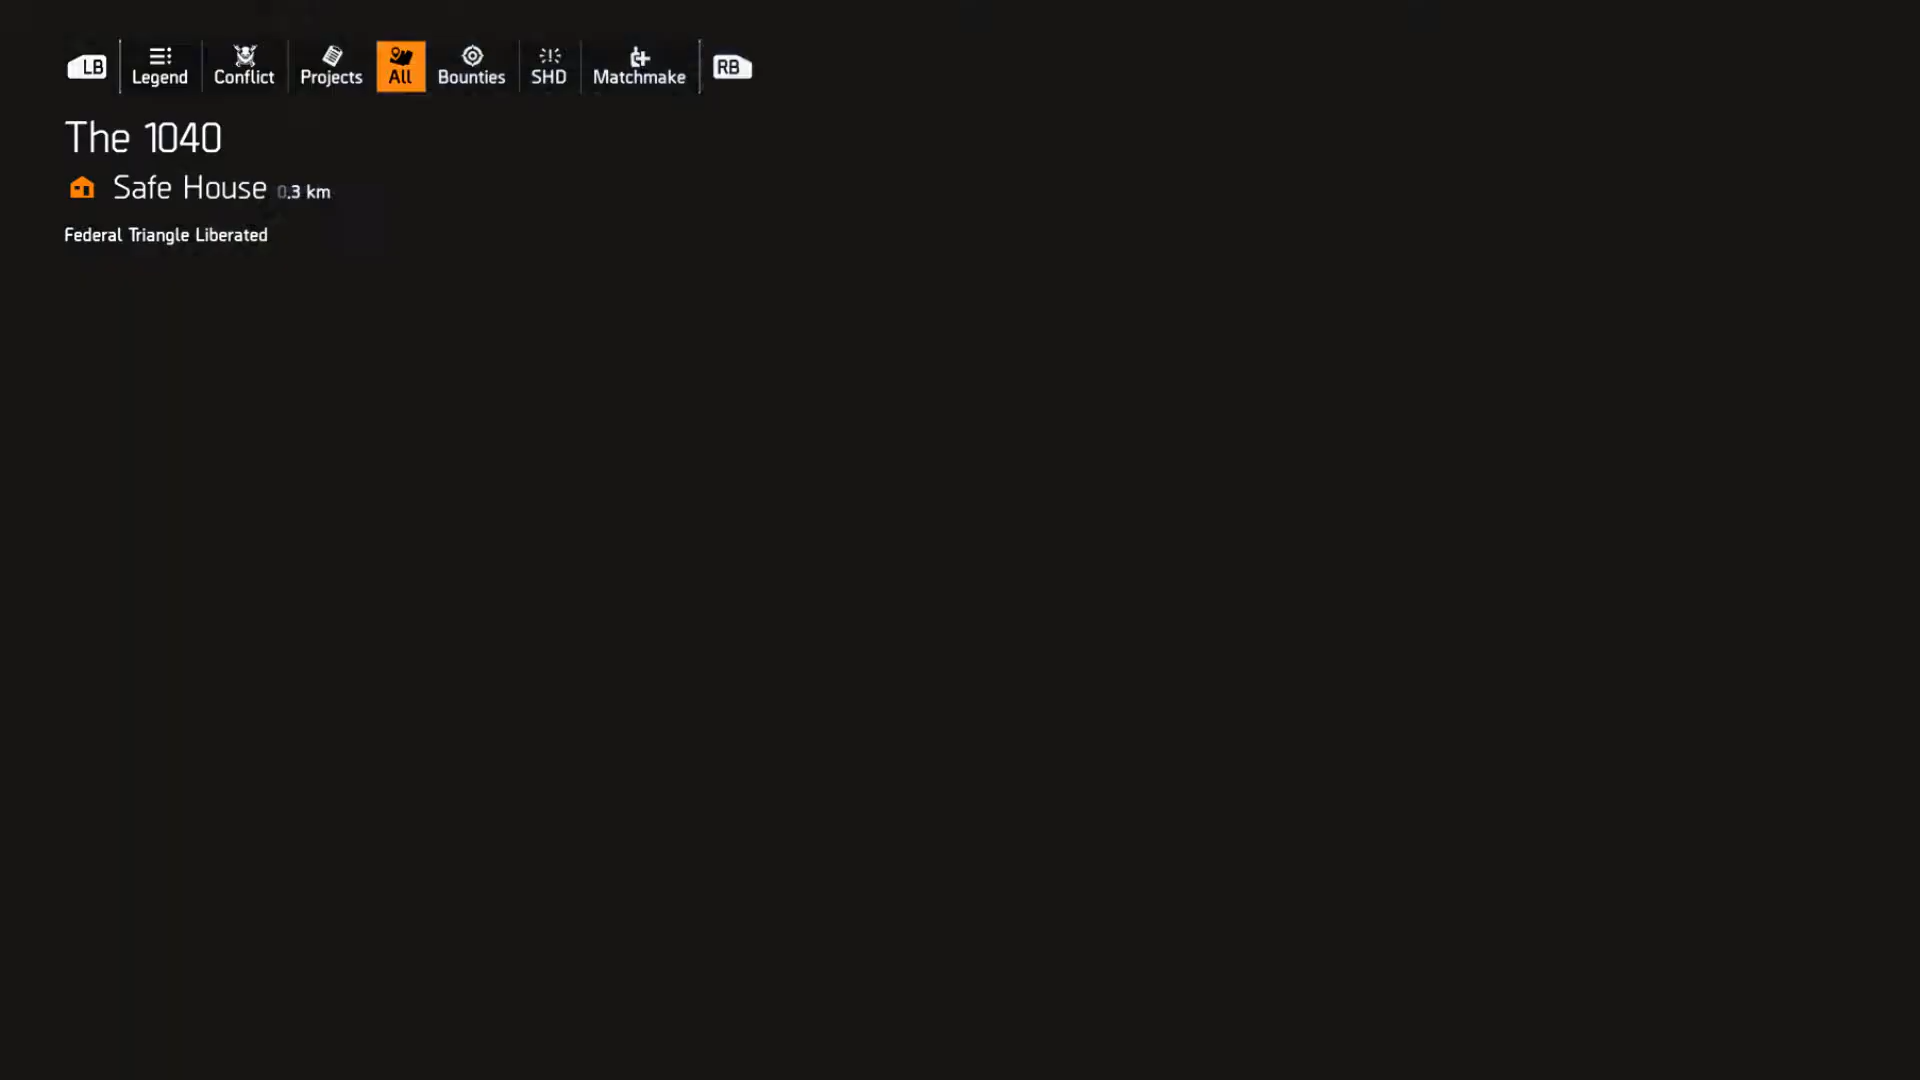 LB Legend Conflict Projects All Bounties SHD Matchmake RB
The 1040
Safe House 0.3 km
Federal Triangle Liberated